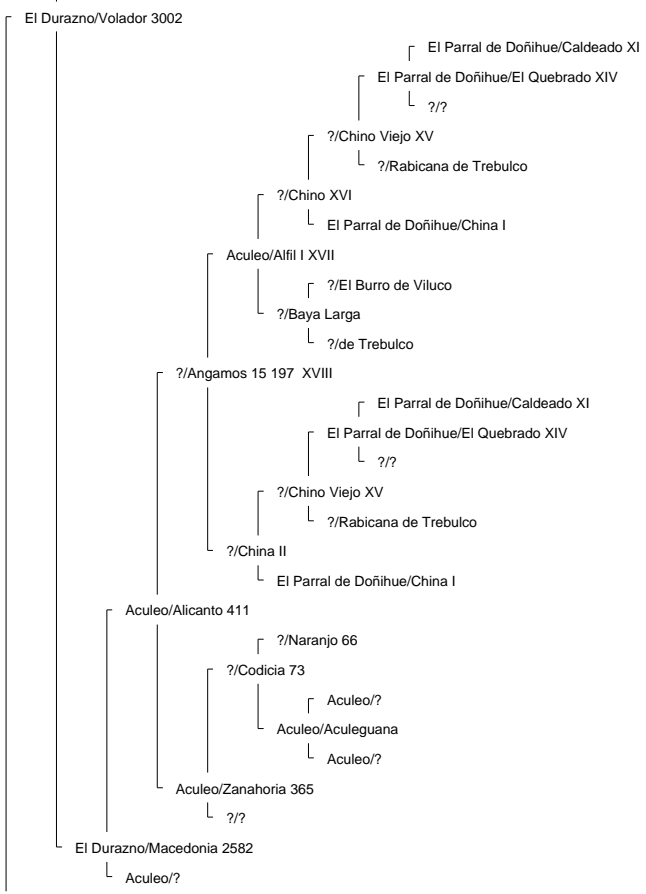 El Durazno/Volador 3002
El Parral de Doñihue/Caldeado XI
El Parral de Doñihue/El Quebrado XIV
?/?
?/Chino Viejo XV
?/Rabicana de Trebulco
?/Chino XVI
El Parral de Doñihue/China I
Aculeo/Alfil I XVII
?/El Burro de Viluco
?/Baya Larga
?/de Trebulco
?/Angamos 15 197 XVIII
El Parral de Doñihue/Caldeado XI
El Parral de Doñihue/El Quebrado XIV
?/?
?/Chino Viejo XV
?/Rabicana de Trebulco
?/China II
El Parral de Doñihue/China I
Aculeo/Alicanto 411
?/Naranjo 66
?/Codicia 73
Aculeo/?
Aculeo/Aculeguana
Aculeo/?
Aculeo/Zanahoria 365
?/?
El Durazno/Macedonia 2582
Aculeo/?